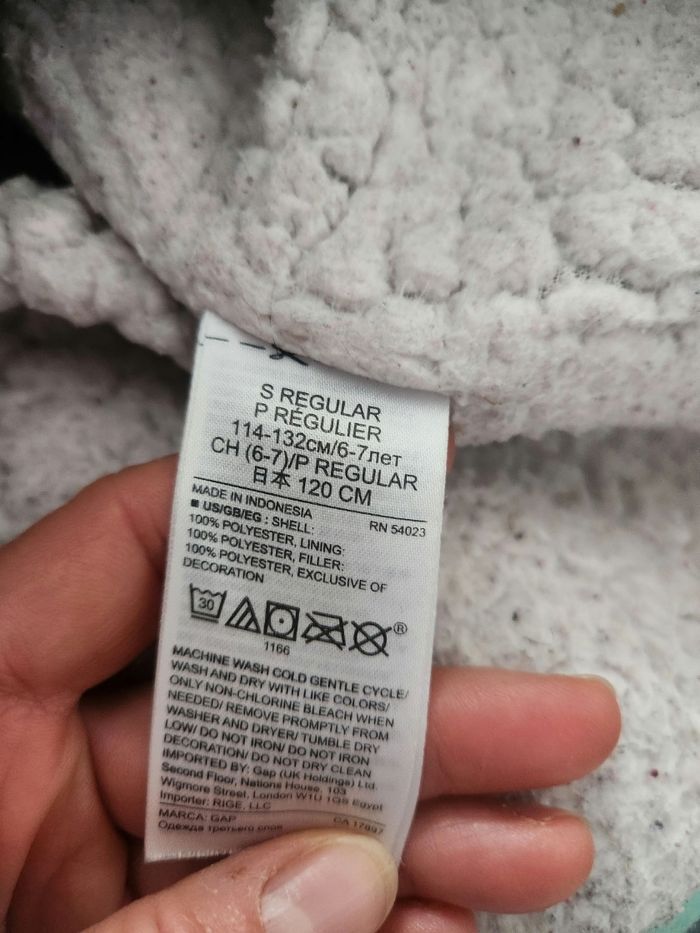 S REGULAR
P RÉGULIER
114-132см/6-7лет
CH (6-7)/P REGULAR
日本 120 CM
MADE IN INDONESIA RN 54023
■ US/GB/EG : SHELL:
100% POLYESTER, LINING:
100% POLYESTER, FILLER:
100% POLYESTER, EXCLUSIVE OF
DECORATION
30 ®
1166
MACHINE WASH COLD GENTLE CYCLE/
WASH AND DRY WITH LIKE COLORS/
ONLY NON-CHLORINE BLEACH WHEN
NEEDED/ REMOVE PROMPTLY FROM
WASHER AND DRYER/ TUMBLE DRY
LOW/ DO NOT IRON/ DO NOT IRON
DECORATION/ DO NOT DRY CLEAN
IMPORTED BY: Gap (UK Holdings) Ltd.
Second Floor, Nations House, 103
Wigmore Street, London W1U 1QS Egypt
Importer: RIGE, LLC
MARCA: GAP CA 17897
Одежда третьего слоя